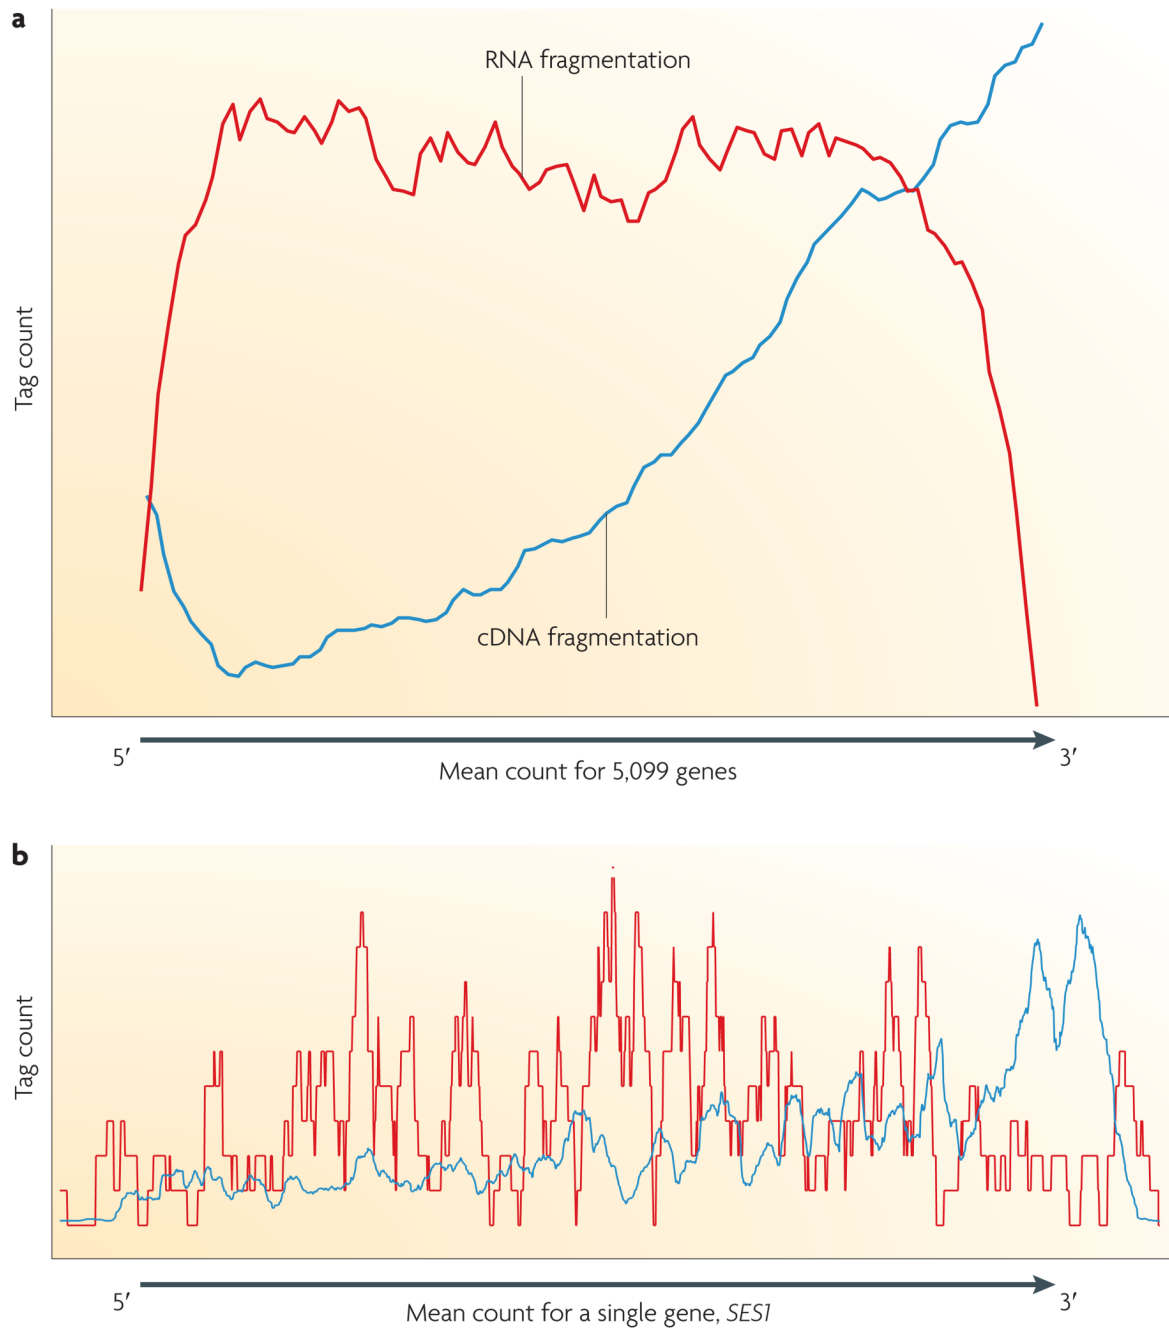 a
RNA fragmentation
Tag count
cDNA fragmentation
5′
3′
Mean count for 5,099 genes
b
Tag count
5′
3′
Mean count for a single gene, SES1